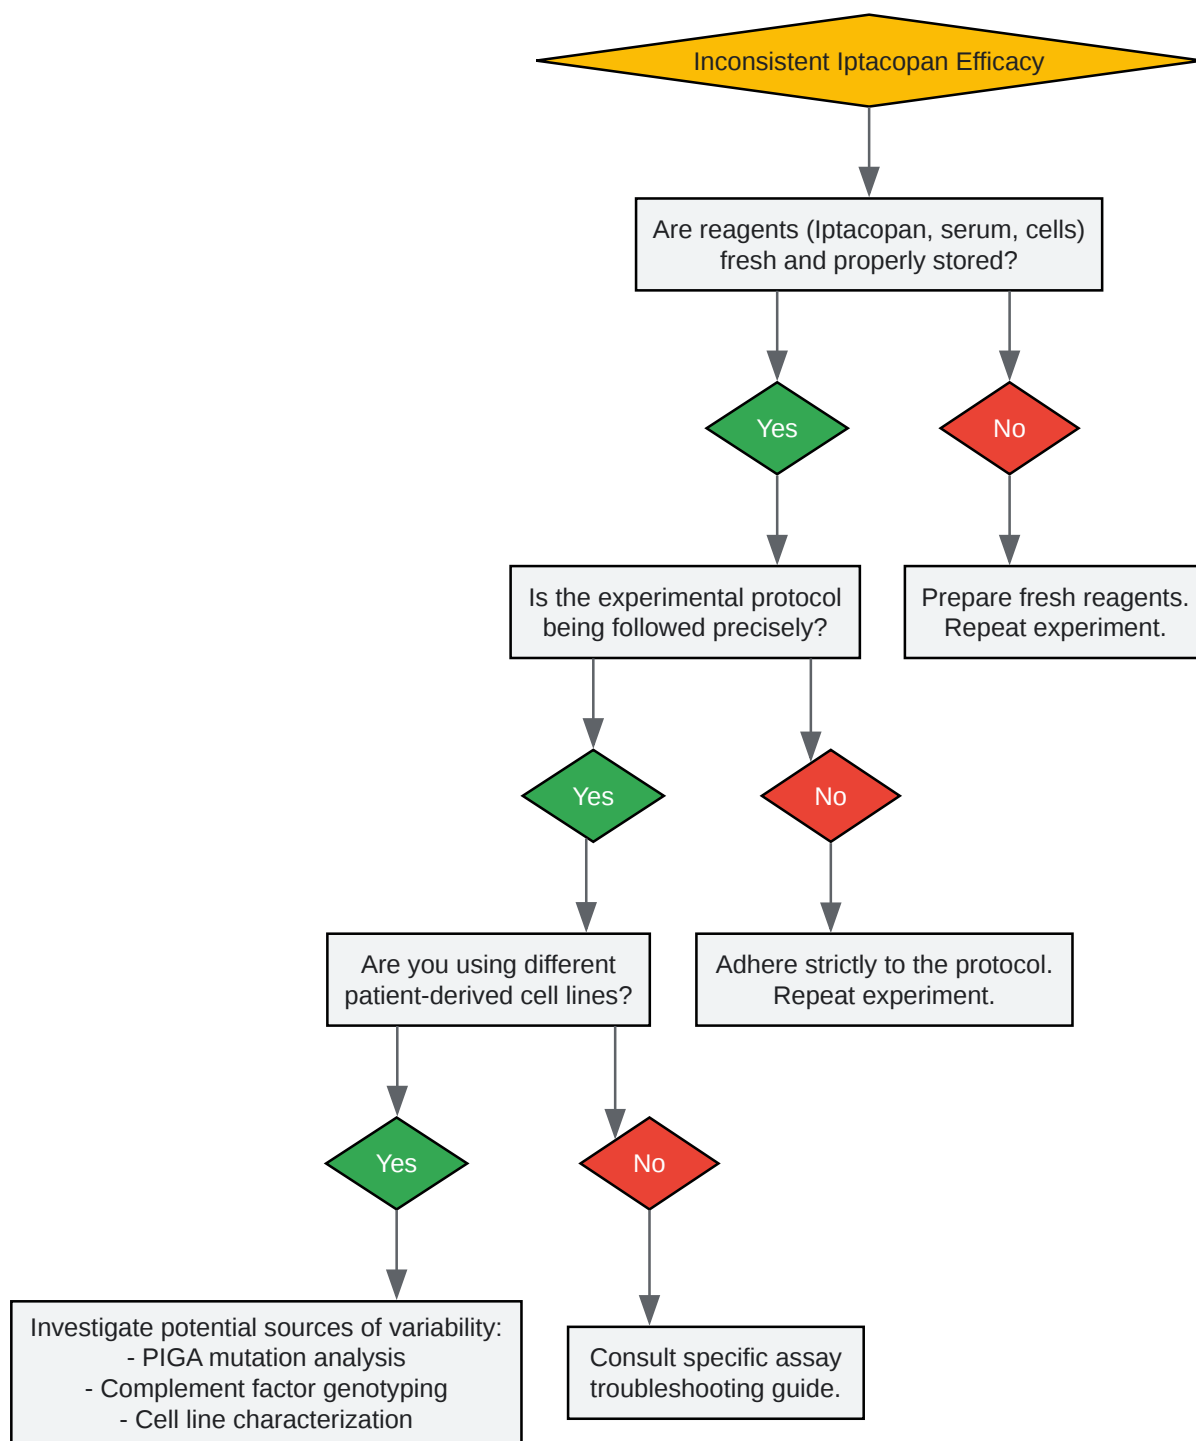 Inconsistent Iptacopan Efficacy
Are reagents (Iptacopan, serum, cells)
fresh and properly stored?
Yes
No
Is the experimental protocol
being followed precisely?
Prepare fresh reagents.
Repeat experiment.
Yes
No
Are you using different
patient-derived cell lines?
Adhere strictly to the protocol.
Repeat experiment.
Yes
No
Investigate potential sources of variability:
- PIGA mutation analysis
- Complement factor genotyping
- Cell line characterization
Consult specific assay
troubleshooting guide.